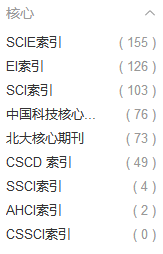 核心
SCIE索引 ( 155 )
EI索引 ( 126 )
SCI索引 ( 103 )
中国科技核心... ( 76 )
北大核心期刊 ( 73 )
CSCD 索引 ( 49 )
SSCI索引 ( 4 )
AHCI索引 ( 2 )
CSSCI索引 ( 0 )